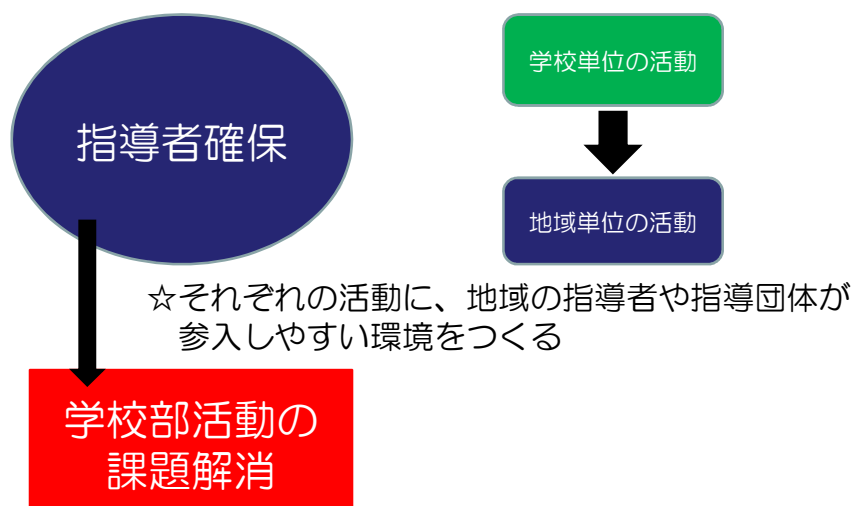 指導者確保
学校単位の活動
地域単位の活動
☆それぞれの活動に、地域の指導者や指導団体が
参入しやすい環境をつくる
学校部活動の
課題解消